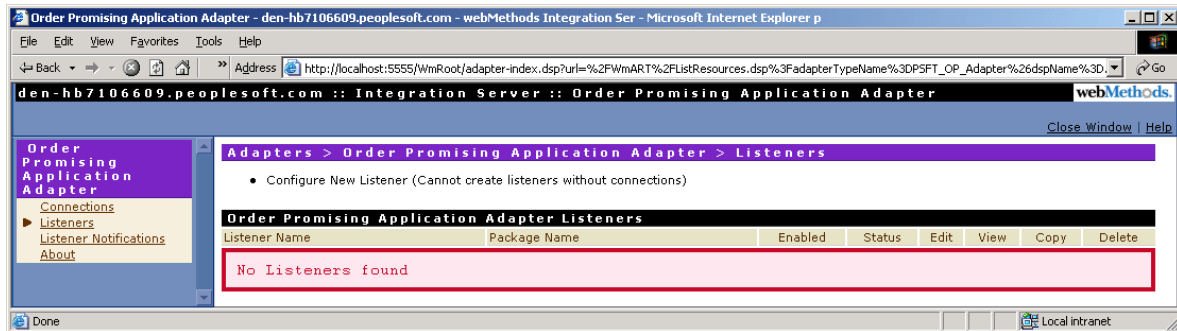 Order Promising Application Adapter - den-hb7106609.peoplesoft.com - webMethods Integration Ser - Microsoft Internet Explorer p
File Edit View Favorites Tools Help
Back » Address http://localhost:5555/WmRoot/adapter-index.dsp?url=%2FWmART%2FListResources.dsp%3FadapterTypeName%3DPSFT_OP_Adapter%26dspName%3D. Go
den-hb7106609.peoplesoft.com :: Integration Server :: Order Promising Application Adapter webMethods.
Close Window | Help
Order
Promising
Application
Adapter
Connections
Listeners
Listener Notifications
About
Adapters > Order Promising Application Adapter > Listeners
• Configure New Listener (Cannot create listeners without connections)
Order Promising Application Adapter Listeners
Listener Name Package Name Enabled Status Edit View Copy Delete
No Listeners found
Done Local intranet